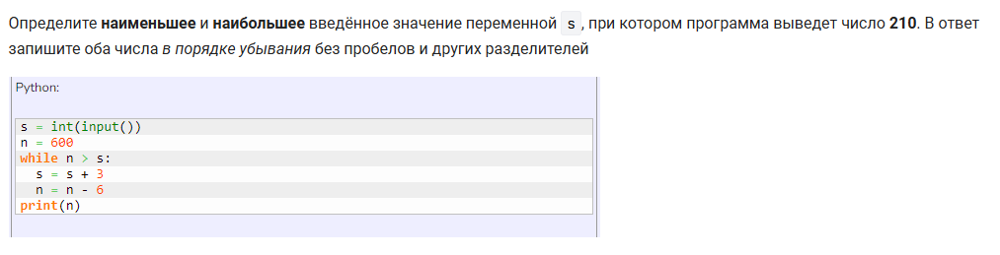 Определите наименьшее и наибольшее введённое значение переменной s, при котором программа выведет число 210. В ответ
запишите оба числа в порядке убывания без пробелов и других разделителей
Python:
s = int(input())
n = 600
while n > s:
  s = s + 3
  n = n - 6
print(n)